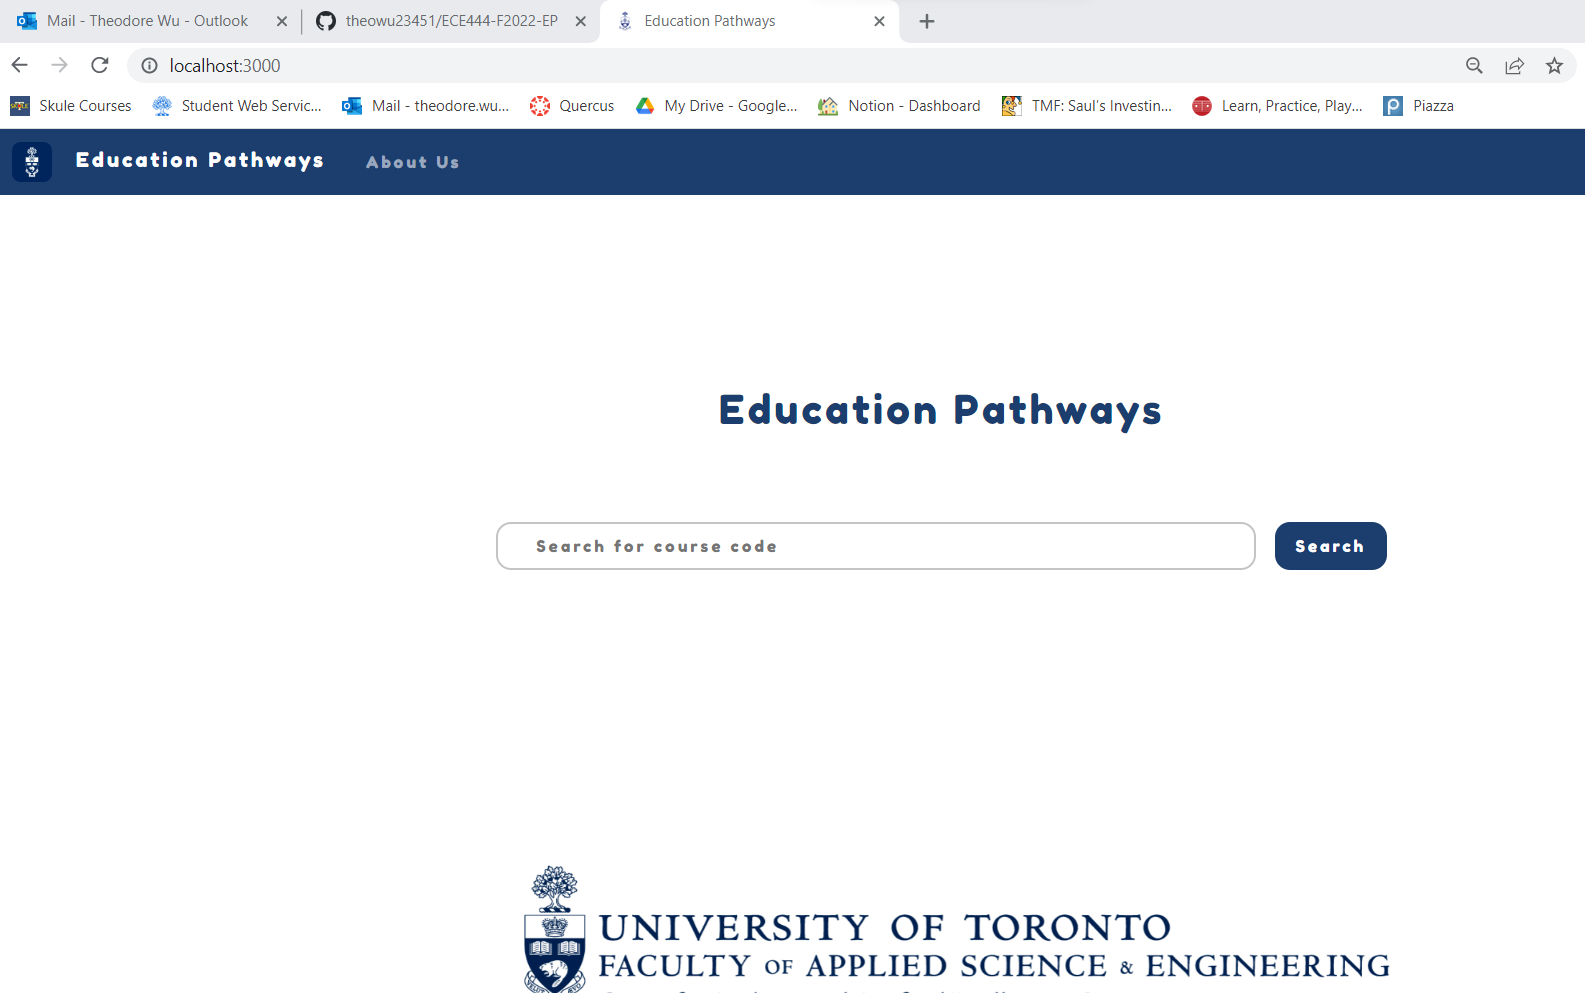 Mail - Theodore Wu - Outlook
theowu23451/ECE444-F2022-EP
Education Pathways
localhost:3000
Skule Courses
Student Web Servic...
Mail - theodore.wu...
Quercus
My Drive - Google...
Notion - Dashboard
TMF: Saul's Investin...
Learn, Practice, Play...
Piazza
Education Pathways
About Us
Education Pathways
Search for course code
Search
UNIVERSITY OF TORONTO
FACULTY OF APPLIED SCIENCE & ENGINEERING